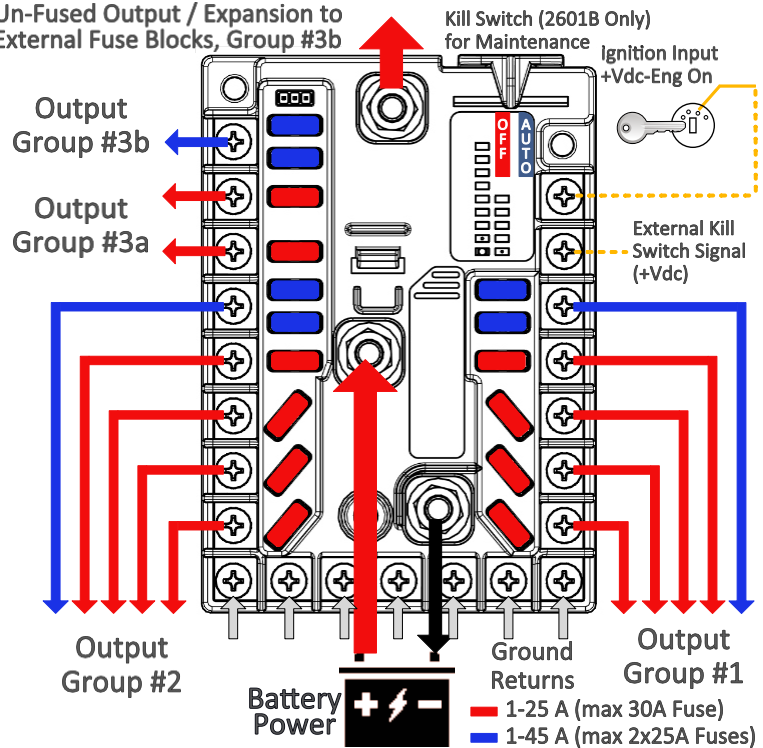 Un-Fused Output / Expansion to
External Fuse Blocks, Group #3b
Kill Switch (2601B Only)
for Maintenance
Ignition Input
+Vdc-Eng On
OFF
AUTO
Output
Group #3b
Output
Group #3a
External Kill
Switch Signal
(+Vdc)
Output
Group #2
Output
Group #1
Ground
Returns
Battery
Power
+ −
1-25 A (max 30A Fuse)
1-45 A (max 2x25A Fuses)